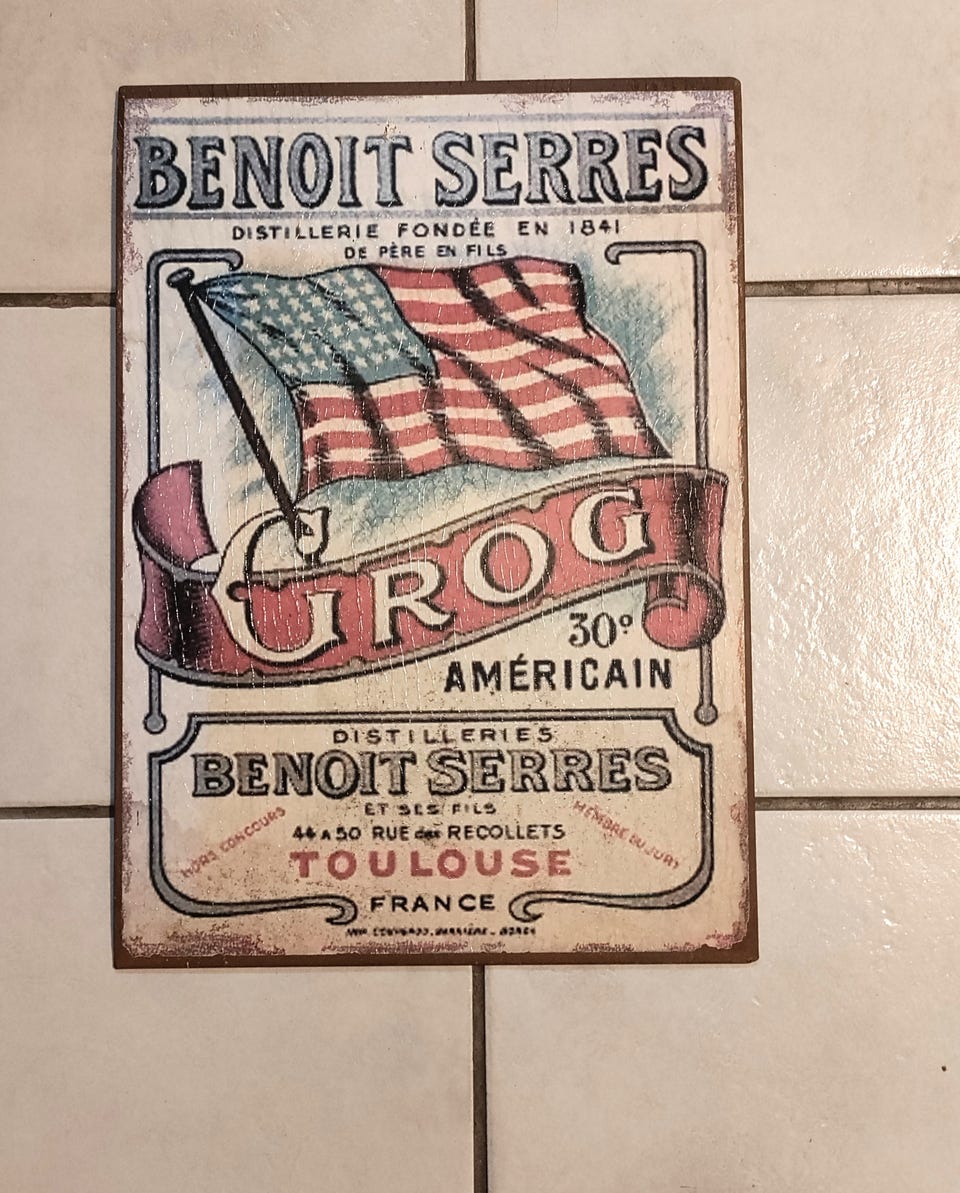 BENOIT SERRES
DISTILLERIE FONDÉE EN 1841
DE PÈRE EN FILS
GROG
30°
AMÉRICAIN
DISTILLERIES
BENOIT SERRES
ET SES FILS
HORS CONCOURS
MEMBRE DU JURY
44 A 50 RUE des RECOLLETS
TOULOUSE
FRANCE